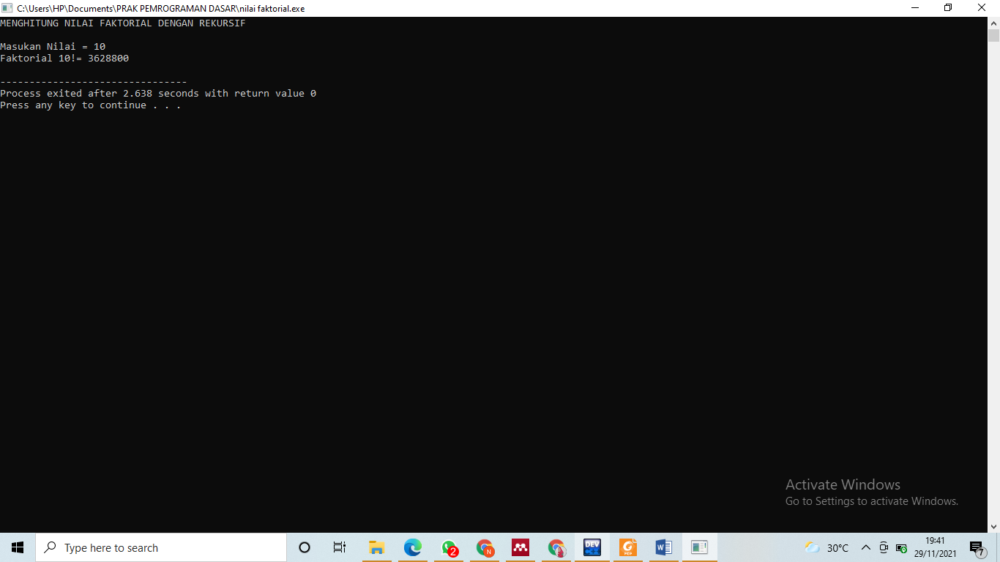 C:\Users\HP\Documents\PRAK PEMROGRAMAN DASAR\nilai faktorial.exe
MENGHITUNG NILAI FAKTORIAL DENGAN REKURSIF
Masukan Nilai = 10
Faktorial 10!= 3628800
--------------------------------
Process exited after 2.638 seconds with return value 0
Press any key to continue . . .
Activate Windows
Go to Settings to activate Windows.
Type here to search
2
N
DEV
C++
PDF
W
30°C
19:41
29/11/2021
7